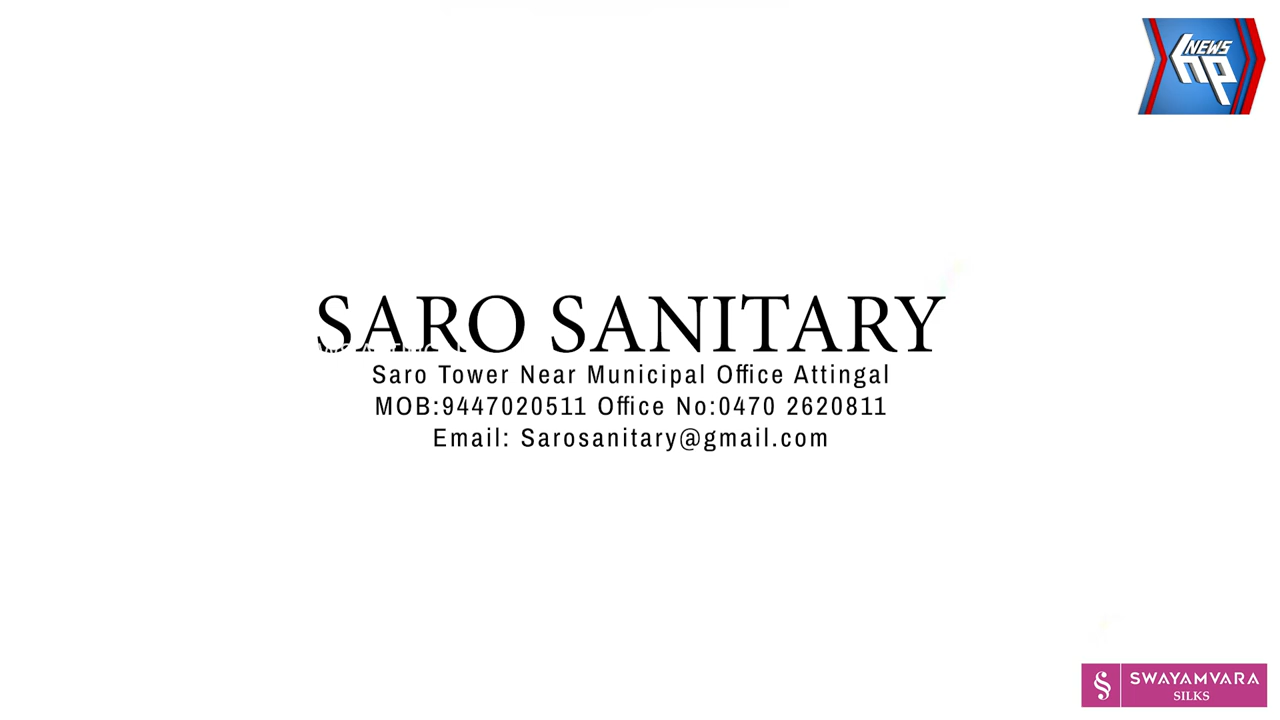 NEWS
SARO SANITARY
Saro Tower Near Municipal Office Attingal
MOB:9447020511 Office No:0470 2620811
Email: Sarosanitary@gmail.com
SWAYAMVARA
SILKS